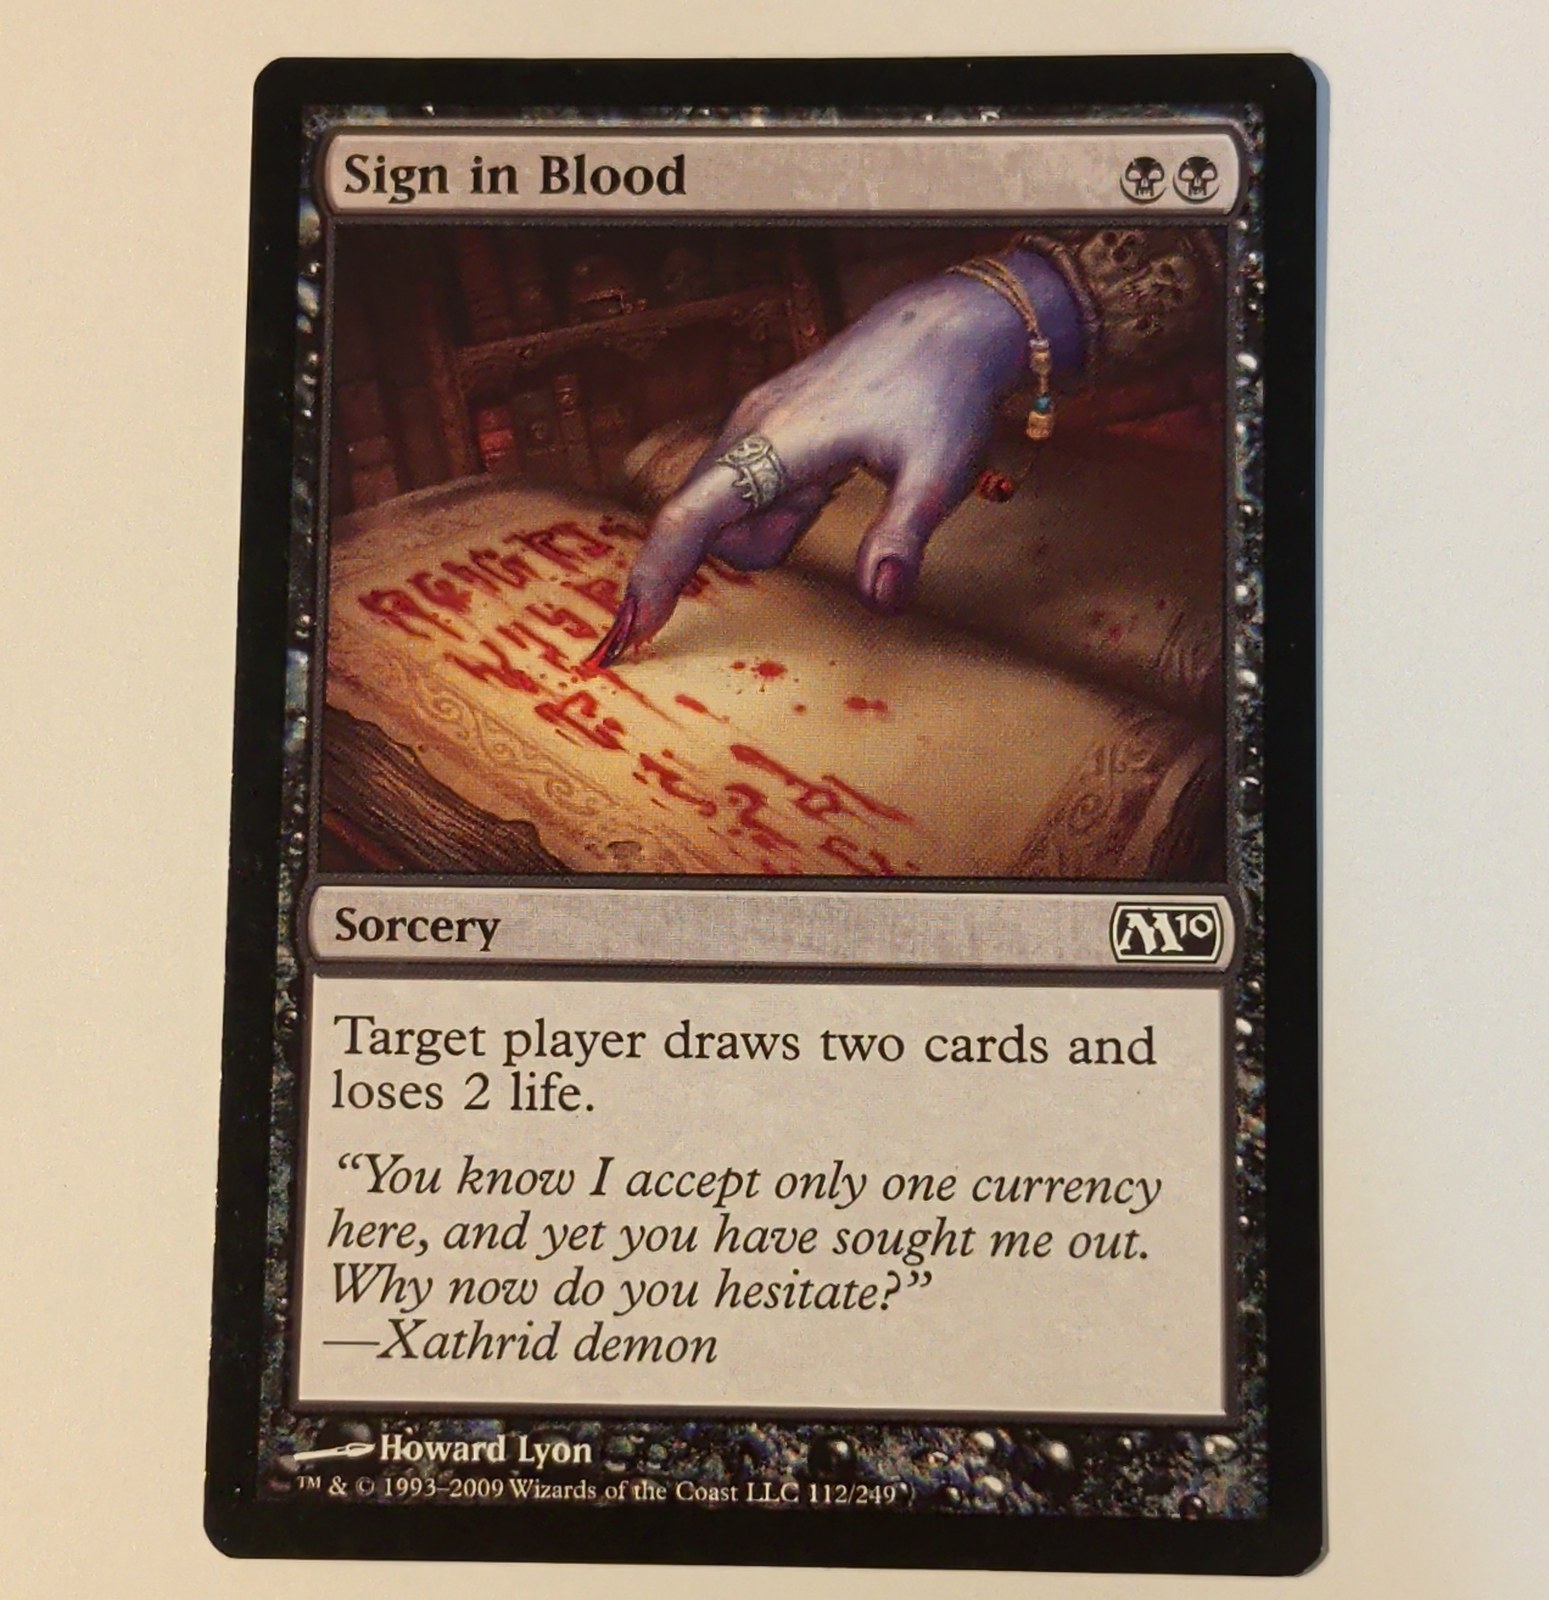 Sign in Blood
Sorcery
M10
Target player draws two cards and
loses 2 life.
“You know I accept only one currency
here, and yet you have sought me out.
Why now do you hesitate?”
—Xathrid demon
Howard Lyon
™ & © 1993–2009 Wizards of the Coast LLC 112/249